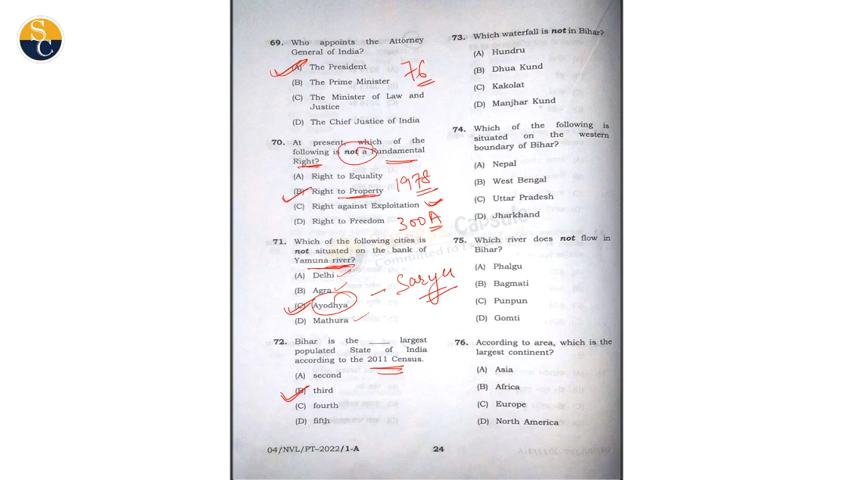 SC
69. Who appoints the Attorney
General of India?
(A) The President
(B) The Prime Minister
(C) The Minister of Law and
Justice
(D) The Chief Justice of India
76
70. At present, which of the
following is not a Fundamental
Right?
(A) Right to Equality
(B) Right to Property
(C) Right against Exploitation
(D) Right to Freedom
1978
300A
71. Which of the following cities is
not situated on the bank of
Yamuna river?
(A) Delhi
(B) Agra
(C) Ayodhya
(D) Mathura
- Saryu
72. Bihar is the ____ largest
populated State of India
according to the 2011 Census.
(A) second
(B) third
(C) fourth
(D) fifth
73. Which waterfall is not in Bihar?
(A) Hundru
(B) Dhua Kund
(C) Kakolat
(D) Manjhar Kund
74. Which of the following is
situated on the western
boundary of Bihar?
(A) Nepal
(B) West Bengal
(C) Uttar Pradesh
(D) Jharkhand
Capsule
Committed to
75. Which river does not flow in
Bihar?
(A) Phalgu
(B) Bagmati
(C) Punpun
(D) Gomti
76. According to area, which is the
largest continent?
(A) Asia
(B) Africa
(C) Europe
(D) North America
04/NVL/PT-2022/1-A
24